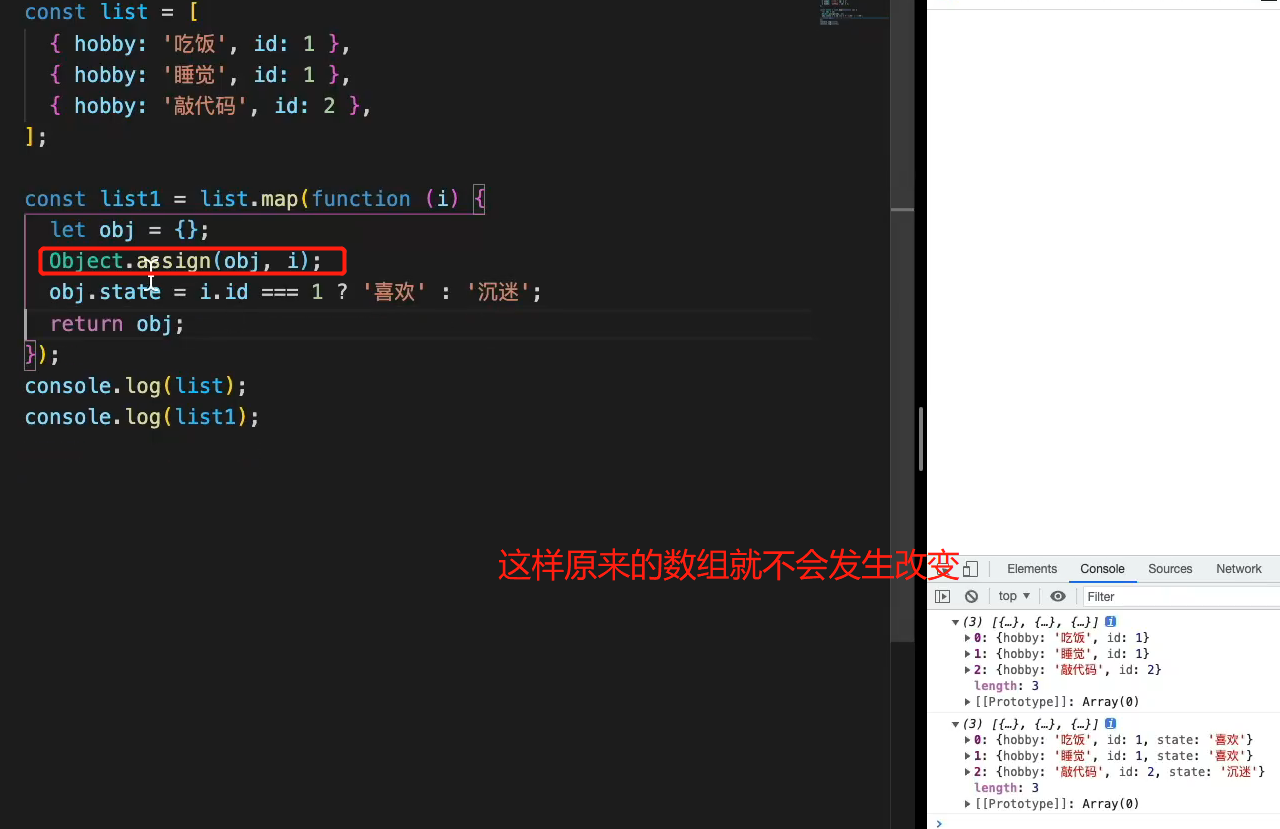 const list = [
{ hobby: '吃饭', id: 1 },
{ hobby: '睡觉', id: 1 },
{ hobby: '敲代码', id: 2 },
];
const list1 = list.map(function (i) {
let obj = {};
Object.assign(obj, i);
obj.state = i.id === 1 ? '喜欢' : '沉迷';
return obj;
});
console.log(list);
console.log(list1);
这样原来的数组就不会发生改变
Elements Console Sources Network
top ▼ Filter
▼(3) [{…}, {…}, {…}] i
▶0: {hobby: '吃饭', id: 1}
▶1: {hobby: '睡觉', id: 1}
▶2: {hobby: '敲代码', id: 2}
length: 3
▶[[Prototype]]: Array(0)
▼(3) [{…}, {…}, {…}] i
▶0: {hobby: '吃饭', id: 1, state: '喜欢'}
▶1: {hobby: '睡觉', id: 1, state: '喜欢'}
▶2: {hobby: '敲代码', id: 2, state: '沉迷'}
length: 3
▶[[Prototype]]: Array(0)
>